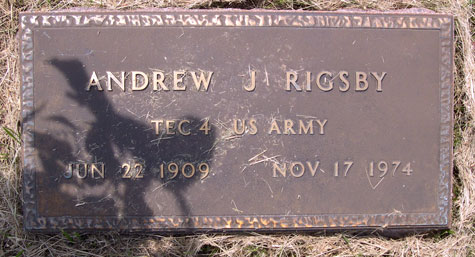 ANDREW J RIGSBY
TEC 4 US ARMY
JUN 22 1909 NOV 17 1974